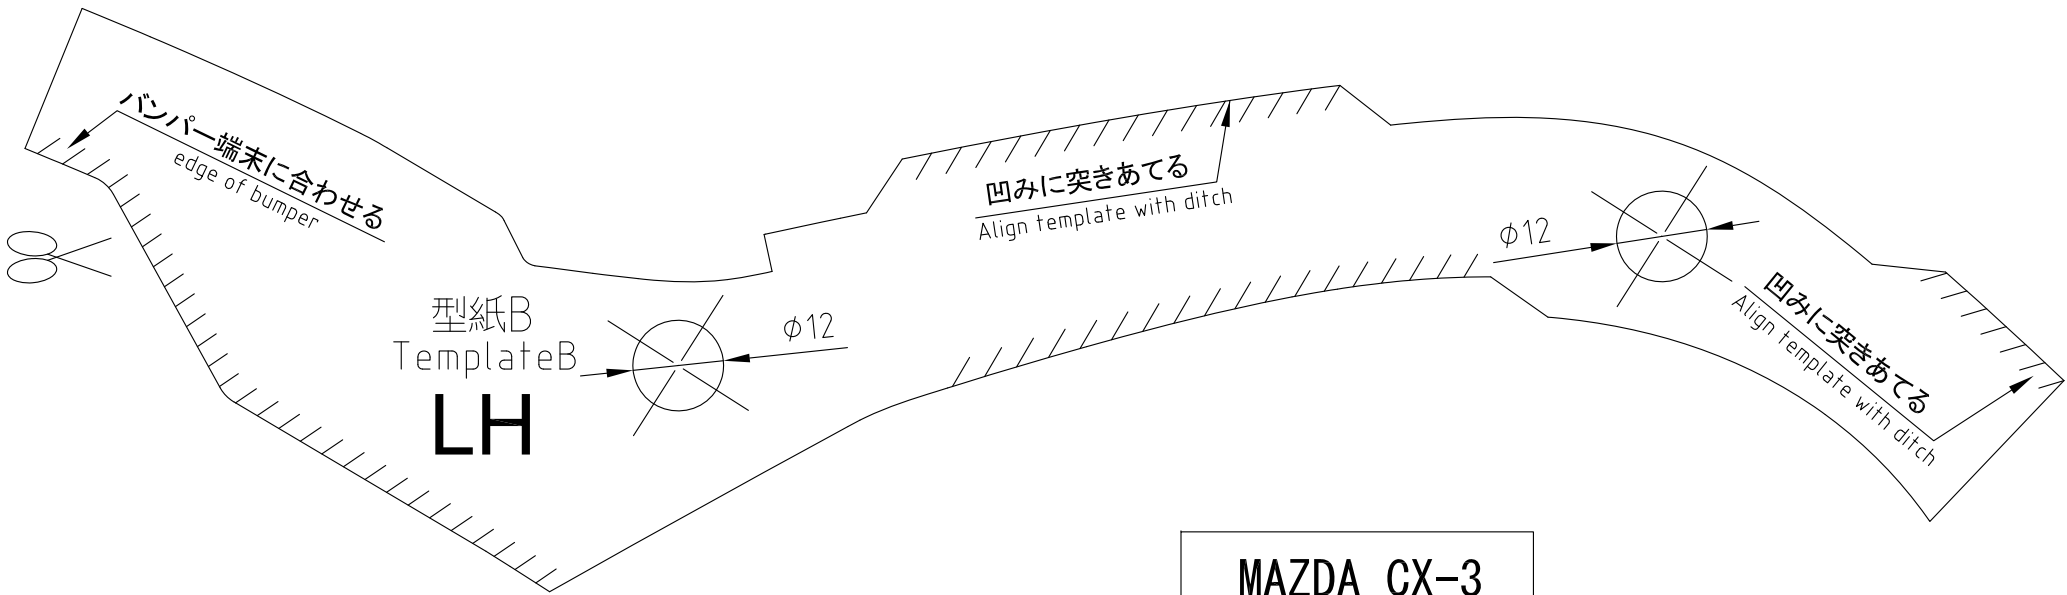 バンパー端末に合わせる
edge of bumper
型紙B
TemplateB
LH
φ12
凹みに突きあてる
Align template with ditch
φ12
凹みに突きあてる
Align template with ditch
MAZDA CX-3